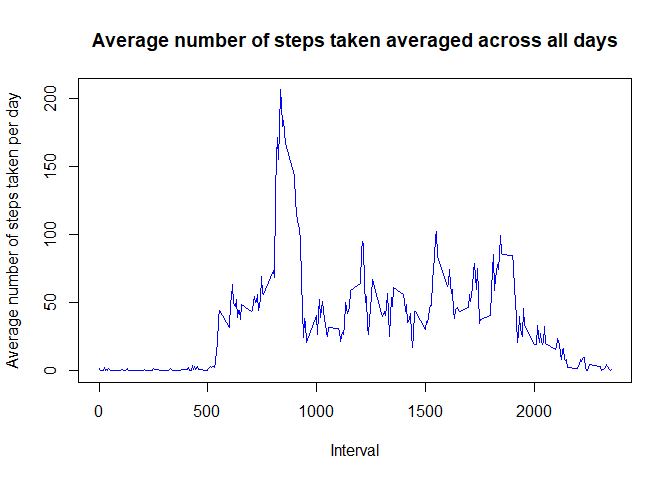 Average number of steps taken averaged across all days
Average number of steps taken per day
200
150
100
50
0
0 500 1000 1500 2000
Interval